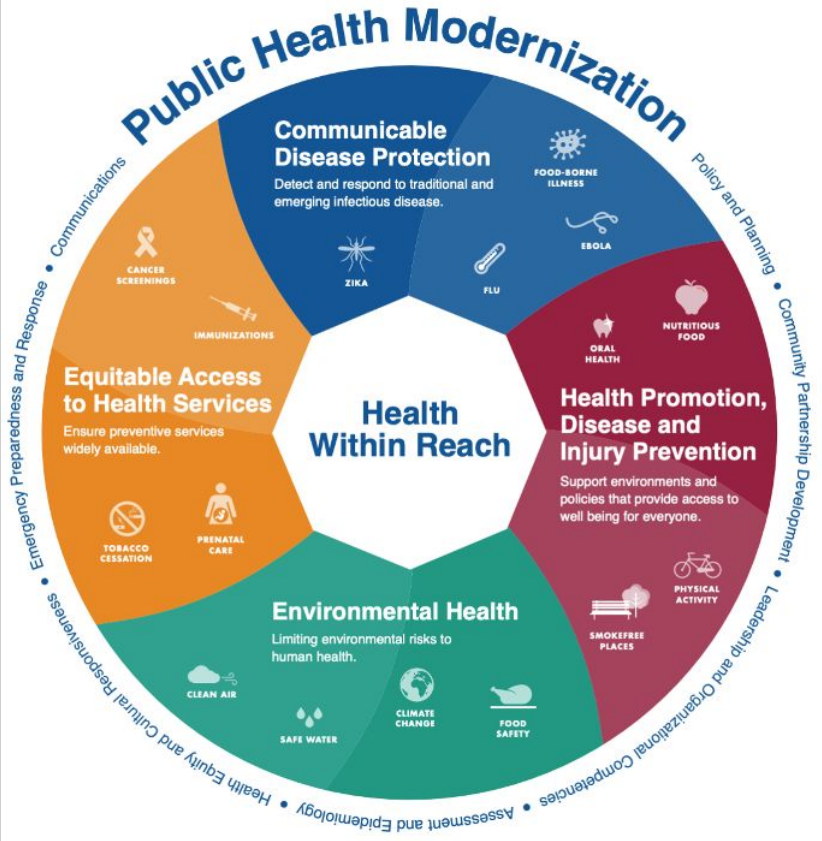 Public Health Modernization
Communicable
Disease Protection
Detect and respond to traditional and
emerging infectious disease.
ZIKA
FLU
FOOD-BORNE
ILLNESS
EBOLA
Health Promotion,
Disease and
Injury Prevention
Support environments and
policies that provide access to
well being for everyone.
ORAL
HEALTH
NUTRITIOUS
FOOD
PHYSICAL
ACTIVITY
SMOKEFREE
PLACES
Environmental Health
Limiting environmental risks to
human health.
CLEAN AIR
SAFE WATER
CLIMATE
CHANGE
FOOD
SAFETY
Equitable Access
to Health Services
Ensure preventive services
widely available.
CANCER
SCREENINGS
IMMUNIZATIONS
TOBACCO
CESSATION
PRENATAL
CARE
Health
Within Reach
Policy and Planning • Community Partnership Development • Leadership and Organizational Competencies • Assessment and Epidemiology • Health Equity and Cultural Responsiveness • Emergency Preparedness and Response • Communications